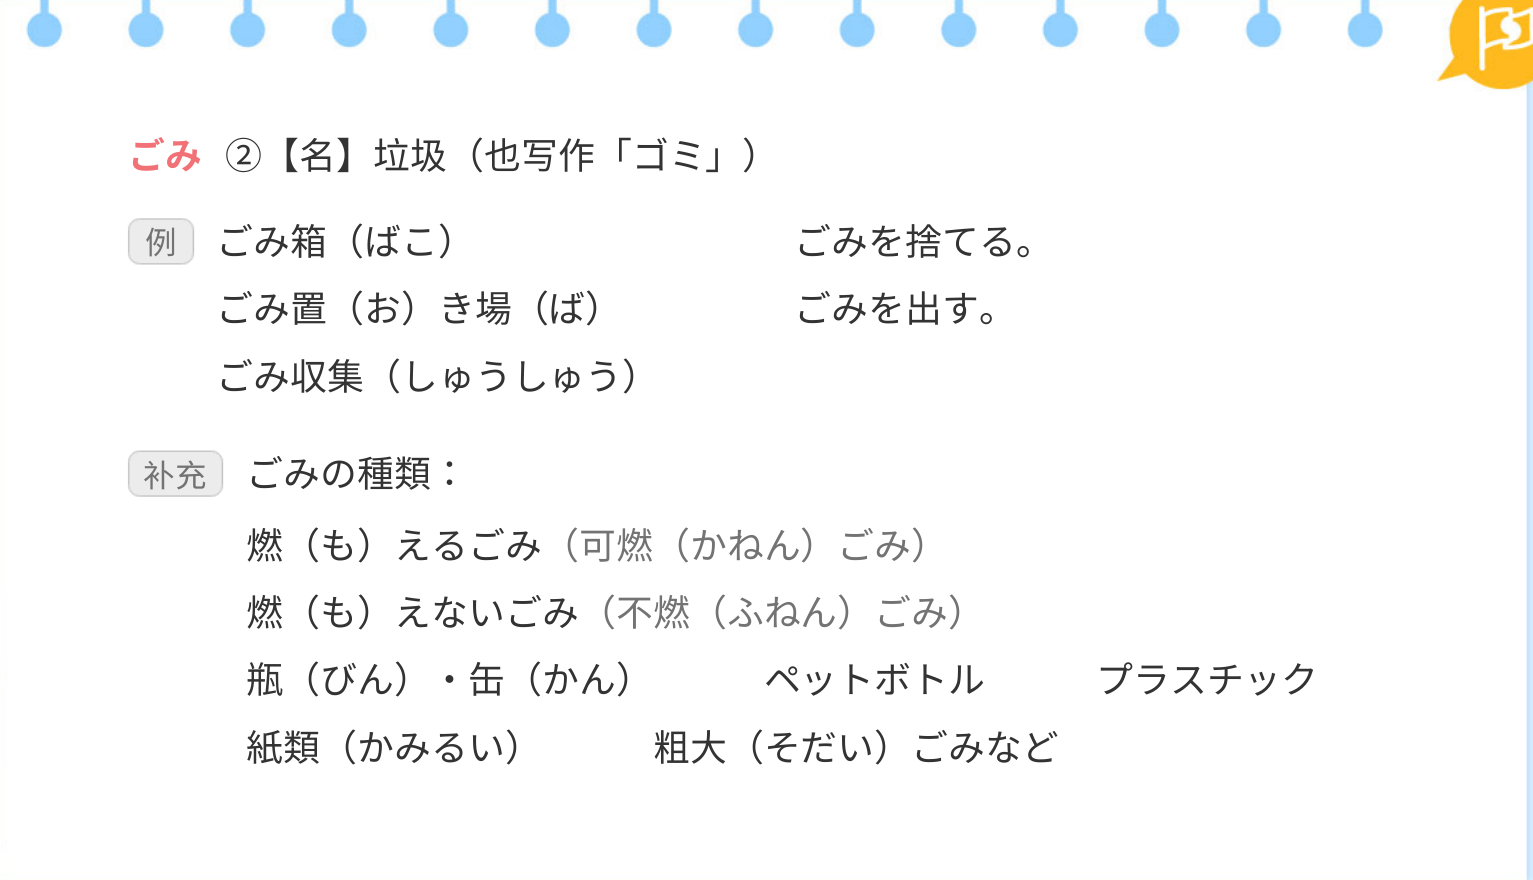 ごみ ②【名】垃圾（也写作「ゴミ」）
例 ごみ箱（ばこ） ごみを捨てる。
ごみ置（お）き場（ば） ごみを出す。
ごみ収集（しゅうしゅう）
补充 ごみの種類：
燃（も）えるごみ（可燃（かねん）ごみ）
燃（も）えないごみ（不燃（ふねん）ごみ）
瓶（びん）・缶（かん） ペットボトル プラスチック
紙類（かみるい） 粗大（そだい）ごみなど